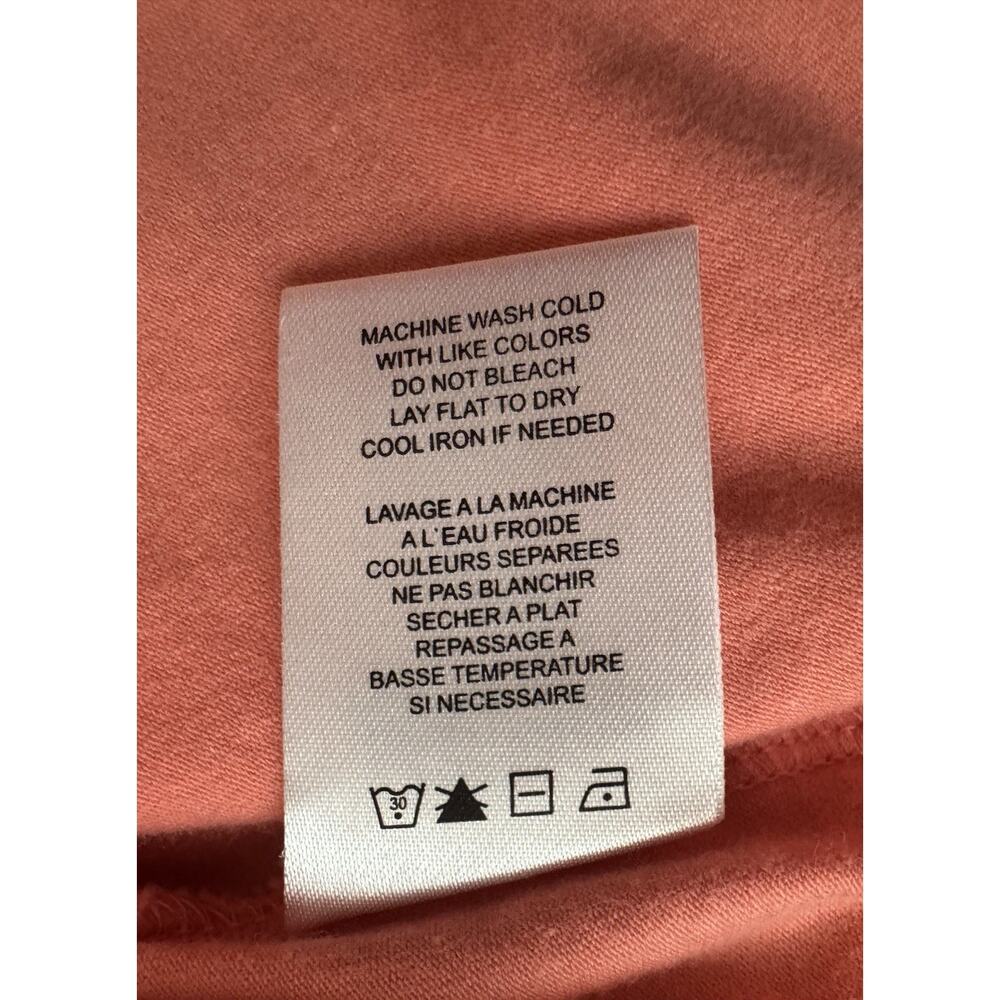 MACHINE WASH COLD
WITH LIKE COLORS
DO NOT BLEACH
LAY FLAT TO DRY
COOL IRON IF NEEDED
LAVAGE A LA MACHINE
A L'EAU FROIDE
COULEURS SEPAREES
NE PAS BLANCHIR
SECHER A PLAT
REPASSAGE A
BASSE TEMPERATURE
SI NECESSAIRE
30